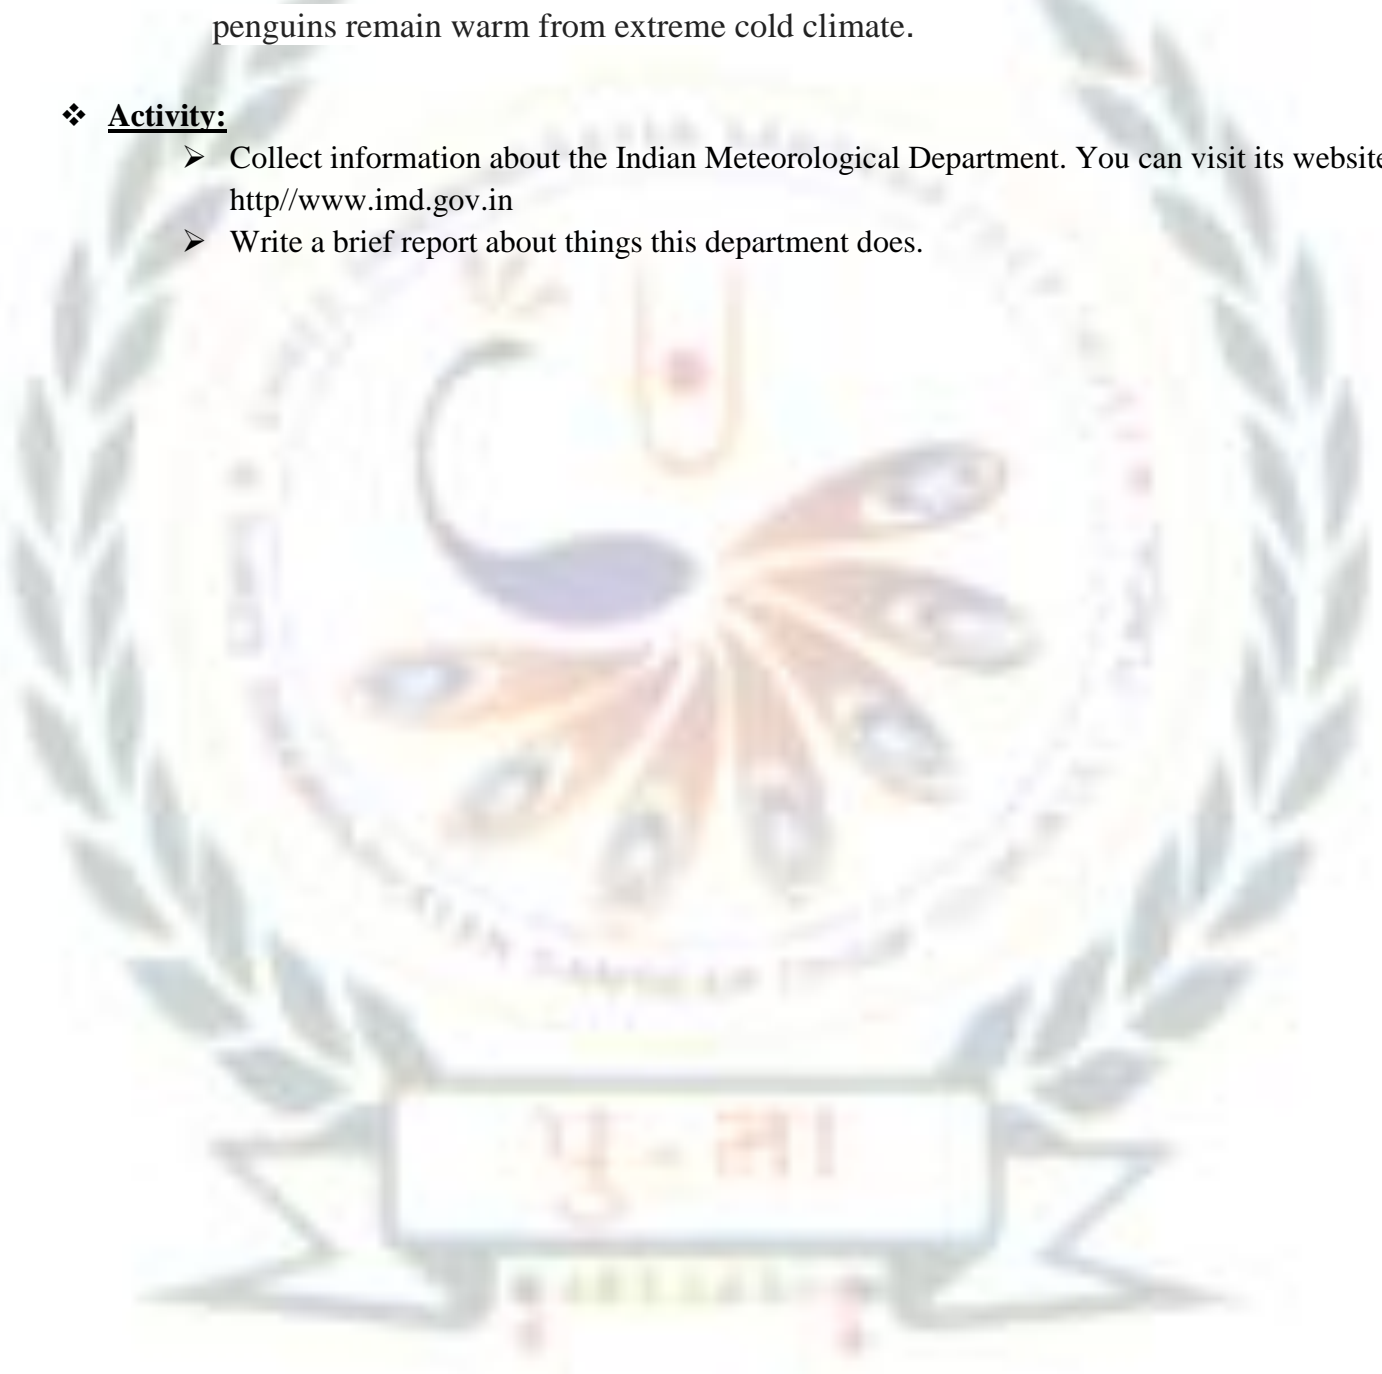 penguins remain warm from extreme cold climate.
❖ Activity:
➢ Collect information about the Indian Meteorological Department. You can visit its website
http//www.imd.gov.in
➢ Write a brief report about things this department does.
पु - ना